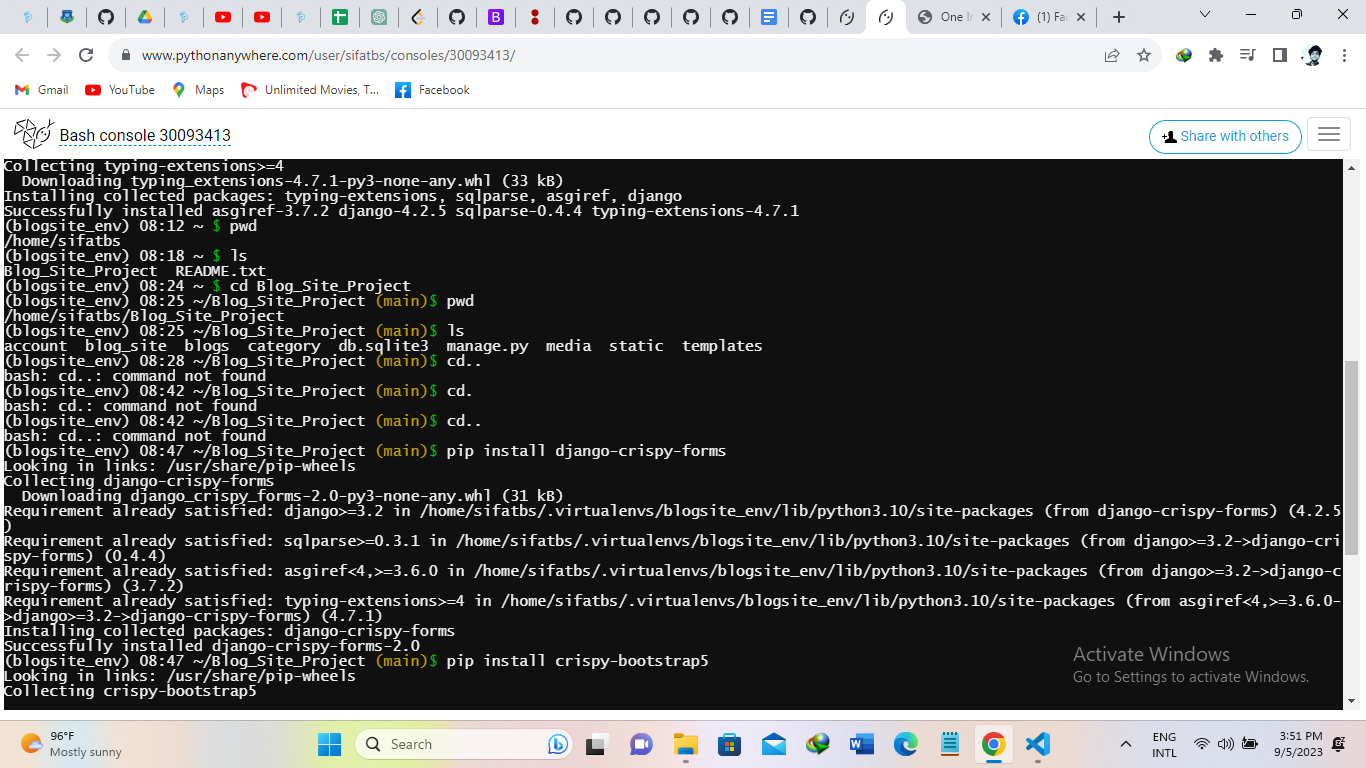 One In
(1) Fa
www.pythonanywhere.com/user/sifatbs/consoles/30093413/
Gmail
YouTube
Maps
Unlimited Movies, T...
Facebook
Bash console 30093413
Share with others
Collecting typing-extensions>=4
  Downloading typing_extensions-4.7.1-py3-none-any.whl (33 kB)
Installing collected packages: typing-extensions, sqlparse, asgiref, django
Successfully installed asgiref-3.7.2 django-4.2.5 sqlparse-0.4.4 typing-extensions-4.7.1
(blogsite_env) 08:12 ~ $ pwd
/home/sifatbs
(blogsite_env) 08:18 ~ $ ls
Blog_Site_Project  README.txt
(blogsite_env) 08:24 ~ $ cd Blog_Site_Project
(blogsite_env) 08:25 ~/Blog_Site_Project (main)$ pwd
/home/sifatbs/Blog_Site_Project
(blogsite_env) 08:25 ~/Blog_Site_Project (main)$ ls
account  blog_site  blogs  category  db.sqlite3  manage.py  media  static  templates
(blogsite_env) 08:28 ~/Blog_Site_Project (main)$ cd..
bash: cd..: command not found
(blogsite_env) 08:42 ~/Blog_Site_Project (main)$ cd.
bash: cd.: command not found
(blogsite_env) 08:42 ~/Blog_Site_Project (main)$ cd..
bash: cd..: command not found
(blogsite_env) 08:47 ~/Blog_Site_Project (main)$ pip install django-crispy-forms
Looking in links: /usr/share/pip-wheels
Collecting django-crispy-forms
  Downloading django_crispy_forms-2.0-py3-none-any.whl (31 kB)
Requirement already satisfied: django>=3.2 in /home/sifatbs/.virtualenvs/blogsite_env/lib/python3.10/site-packages (from django-crispy-forms) (4.2.5
)
Requirement already satisfied: sqlparse>=0.3.1 in /home/sifatbs/.virtualenvs/blogsite_env/lib/python3.10/site-packages (from django>=3.2->django-cri
spy-forms) (0.4.4)
Requirement already satisfied: asgiref<4,>=3.6.0 in /home/sifatbs/.virtualenvs/blogsite_env/lib/python3.10/site-packages (from django>=3.2->django-c
rispy-forms) (3.7.2)
Requirement already satisfied: typing-extensions>=4 in /home/sifatbs/.virtualenvs/blogsite_env/lib/python3.10/site-packages (from asgiref<4,>=3.6.0-
>django>=3.2->django-crispy-forms) (4.7.1)
Installing collected packages: django-crispy-forms
Successfully installed django-crispy-forms-2.0
(blogsite_env) 08:47 ~/Blog_Site_Project (main)$ pip install crispy-bootstrap5
Looking in links: /usr/share/pip-wheels
Collecting crispy-bootstrap5
Activate Windows
Go to Settings to activate Windows.
96°F
Mostly sunny
Search
ENG
INTL
3:51 PM
9/5/2023